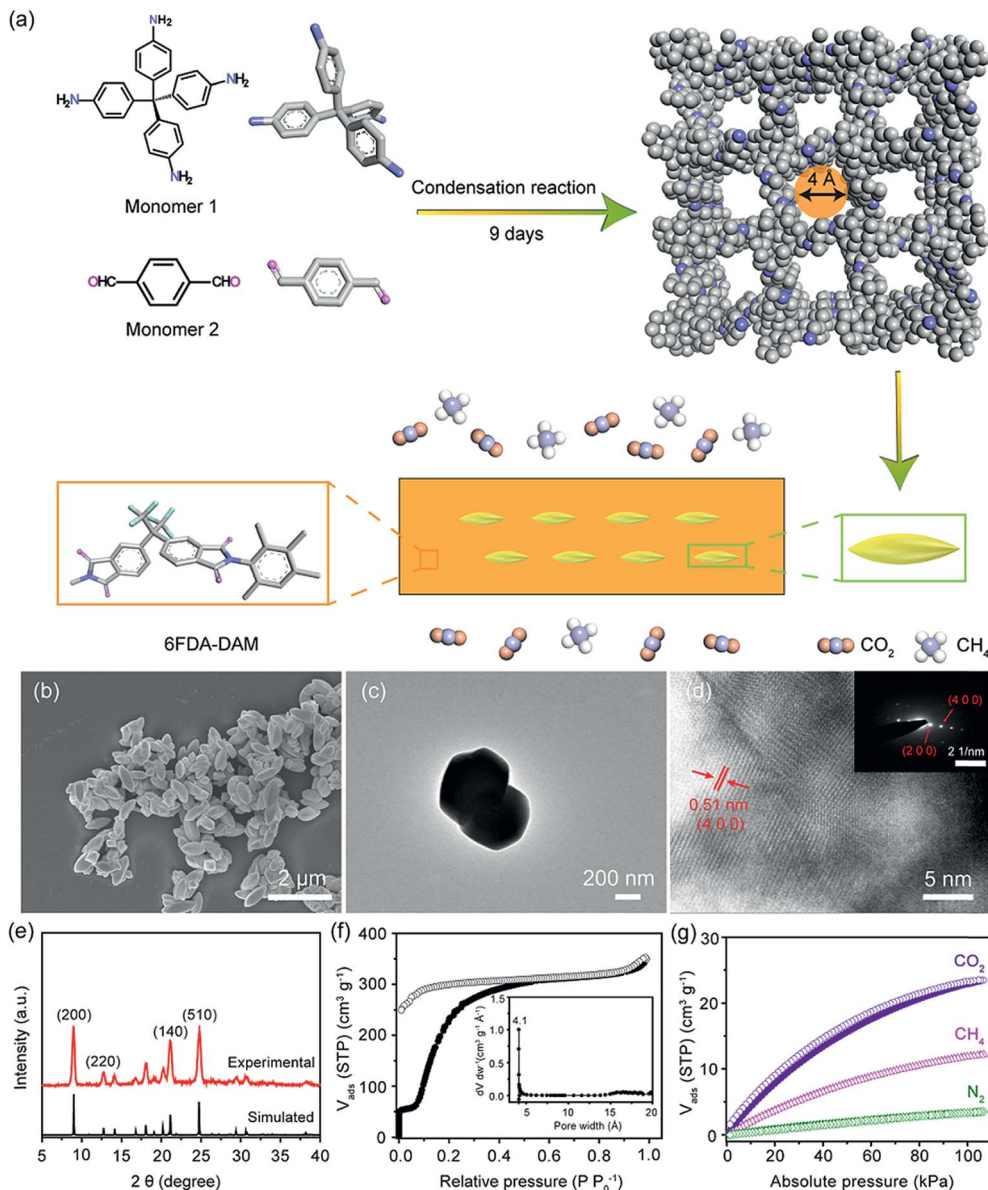 (a)
NH₂
NH₂
H₂N
NH₂
Monomer 1
OHC
CHO
Monomer 2
Condensation reaction
9 days
4 Å
6FDA-DAM
CO₂
CH₄
(b)
2 μm
(c)
200 nm
(d)
0.51 nm
(4 0 0)
(4 0 0)
(2 0 0)
2 1/nm
5 nm
(e)
Intensity (a.u.)
(200)
(220)
(140)
(510)
Experimental
Simulated
5 10 15 20 25 30 35 40
2 θ (degree)
(f)
V_ads (STP) (cm³ g⁻¹)
400
300
200
100
0
0.0 0.2 0.4 0.6 0.8 1.0
Relative pressure (P P₀⁻¹)
dV dw⁻¹(cm³ g⁻¹ Å⁻¹)
1.5
1.0
0.5
0.0
4.1
5 10 15 20
Pore width (Å)
(g)
V_ads (STP) (cm³ g⁻¹)
30
20
10
0
CO₂
CH₄
N₂
0 20 40 60 80 100
Absolute pressure (kPa)